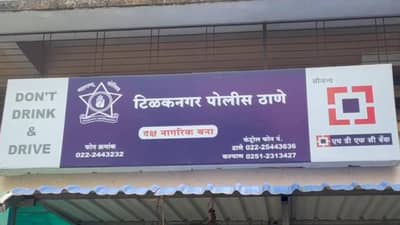 DON'T
DRINK
&
DRIVE
टिळकनगर पोलीस ठाणे
दक्ष नागरिक बना
फोन क्रमांक
022-2443232
कंट्रोल फोन नं.
ठाणे 022-25443636
कल्याण 0251-2313427
सौजन्य
एच डी एफ सी बैंक